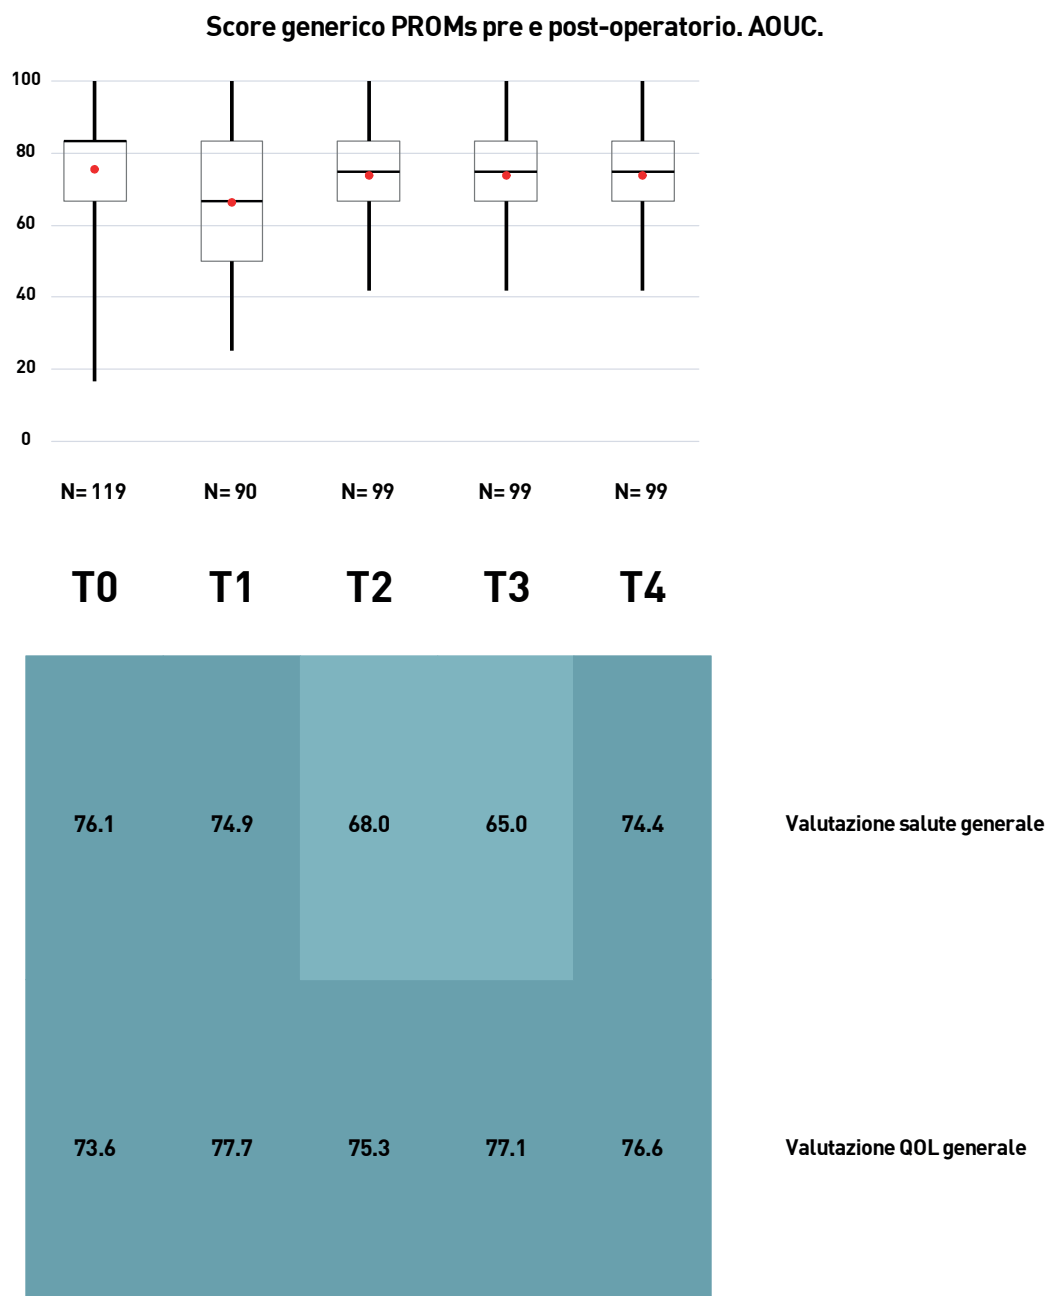 Score generico PROMs pre e post-operatorio. AOUC.
100
80
60
40
20
0
N= 119 N= 90 N= 99 N= 99 N= 99
T0 T1 T2 T3 T4
76.1 74.9 68.0 65.0 74.4 Valutazione salute generale
73.6 77.7 75.3 77.1 76.6 Valutazione QOL generale